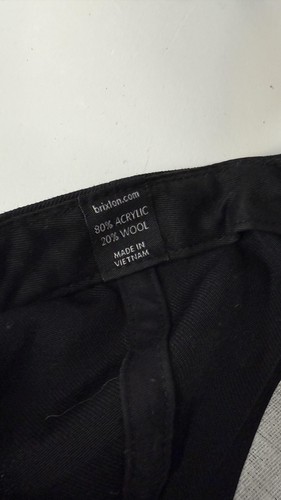 brixton.com
80% ACRYLIC
20% WOOL
MADE IN
VIETNAM